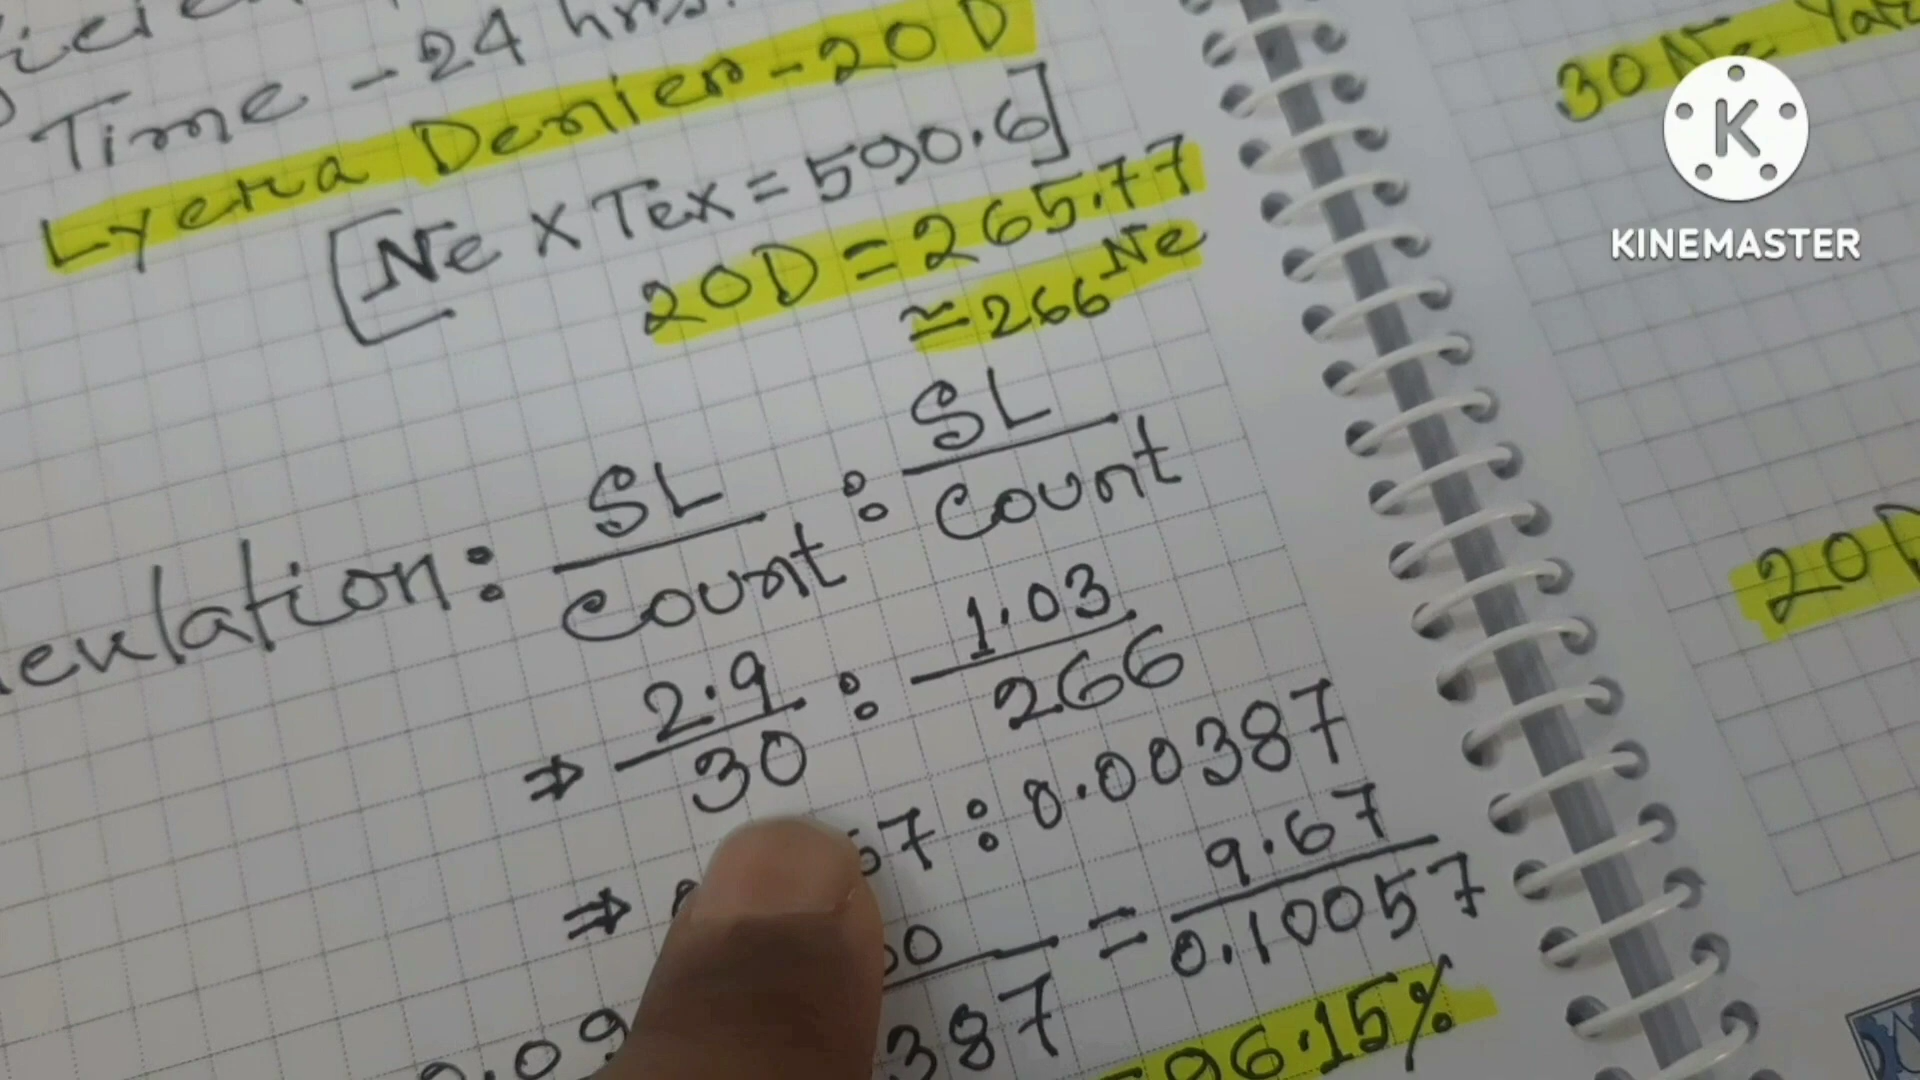 Time - 24 hrs.
Lycra Denier - 20D
[Ne X Tex = 590.6]
20D = 265.77
≃ 266 Ne
SL : SL
Count Count
⇒ 2.9 : 1.03
30 266
⇒ 7 : 0.00387
= 9.67
0.10057
387
96.15%
30 Ne
20D
KINEMASTER